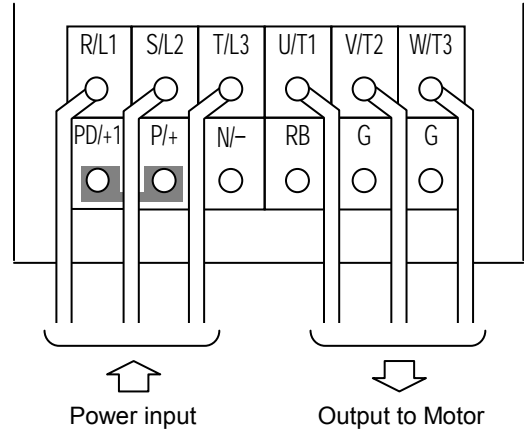 R/L1 S/L2 T/L3 U/T1 V/T2 W/T3
PD/+1 P/+ N/– RB G G
Power input Output to Motor